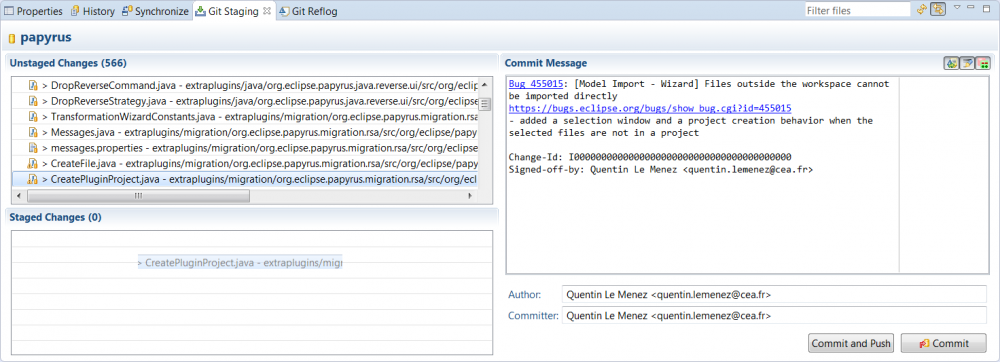 Properties History Synchronize Git Staging Git Reflog Filter files
papyrus
Unstaged Changes (566)
> DropReverseCommand.java - extraplugins/java/org.eclipse.papyrus.java.reverse.ui/src/org/eclip
> DropReverseStrategy.java - extraplugins/java/org.eclipse.papyrus.java.reverse.ui/src/org/eclipse
> TransformationWizardConstants.java - extraplugins/migration/org.eclipse.papyrus.migration.rsa
> Messages.java - extraplugins/migration/org.eclipse.papyrus.migration.rsa/src/org/eclipse/papy
> messages.properties - extraplugins/migration/org.eclipse.papyrus.migration.rsa/src/org/eclipse
> CreateFile.java - extraplugins/migration/org.eclipse.papyrus.migration.rsa/src/org/eclipse/papy
> CreatePluginProject.java - extraplugins/migration/org.eclipse.papyrus.migration.rsa/src/org/ecl
Staged Changes (0)
> CreatePluginProject.java - extraplugins/migr
Commit Message
Bug 455015: [Model Import - Wizard] Files outside the workspace cannot
be imported directly
https://bugs.eclipse.org/bugs/show_bug.cgi?id=455015
- added a selection window and a project creation behavior when the
selected files are not in a project
Change-Id: I0000000000000000000000000000000000000000
Signed-off-by: Quentin Le Menez <quentin.lemenez@cea.fr>
Author: Quentin Le Menez <quentin.lemenez@cea.fr>
Committer: Quentin Le Menez <quentin.lemenez@cea.fr>
Commit and Push Commit